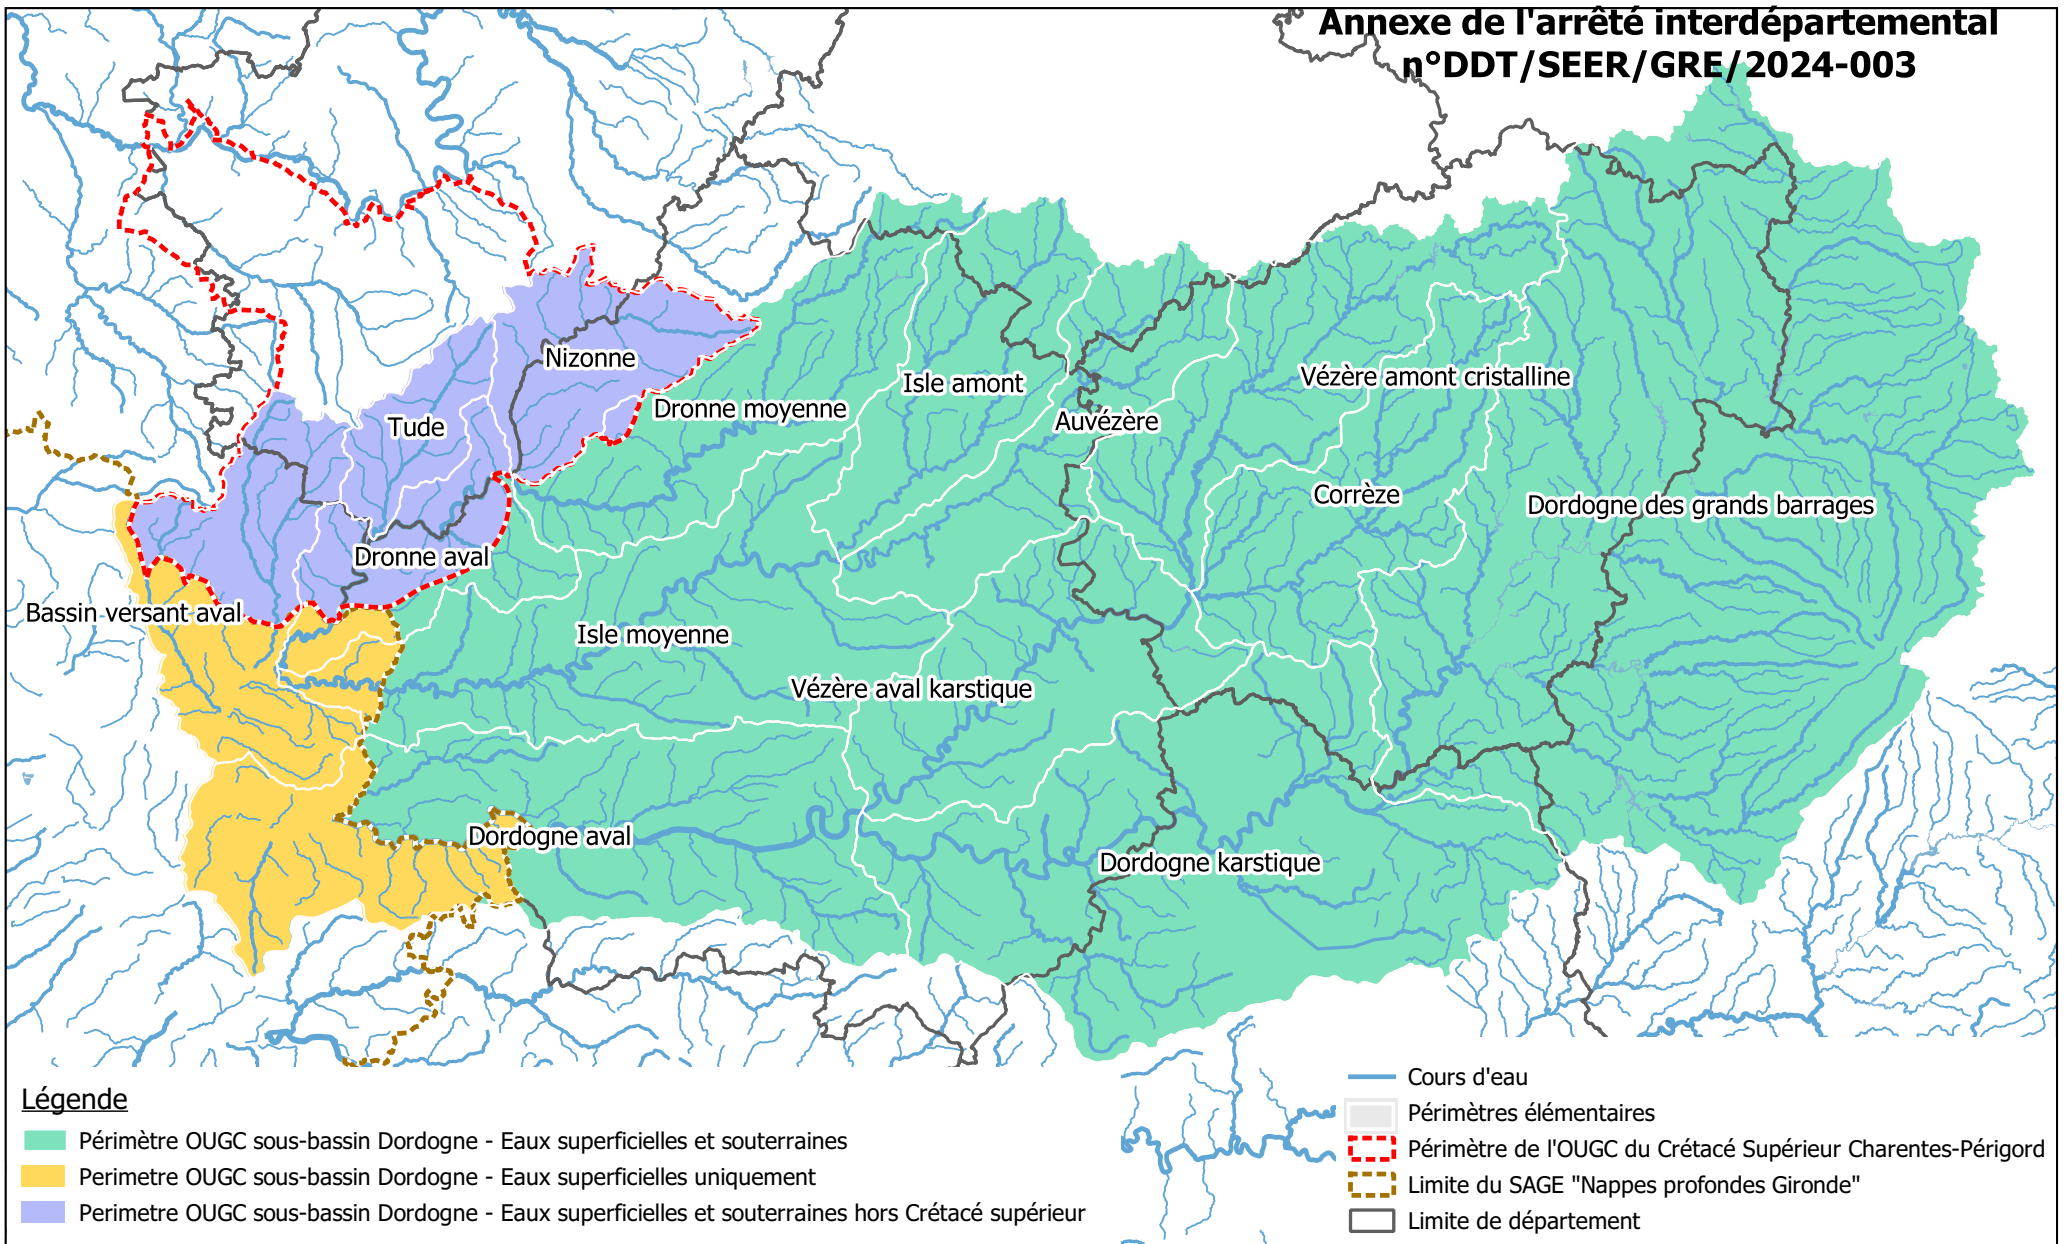 Annexe de l'arrêté interdépartemental
n°DDT/SEER/GRE/2024-003
Nizonne
Isle amont
Vézère amont cristalline
Dronne moyenne
Auvézère
Tude
Corrèze
Dordogne des grands barrages
Dronne aval
Bassin versant aval
Isle moyenne
Vézère aval karstique
Dordogne aval
Dordogne karstique
Légende
Périmètre OUGC sous-bassin Dordogne - Eaux superficielles et souterraines
Perimetre OUGC sous-bassin Dordogne - Eaux superficielles uniquement
Perimetre OUGC sous-bassin Dordogne - Eaux superficielles et souterraines hors Crétacé supérieur
Cours d'eau
Périmètres élémentaires
Périmètre de l'OUGC du Crétacé Supérieur Charentes-Périgord
Limite du SAGE "Nappes profondes Gironde"
Limite de département